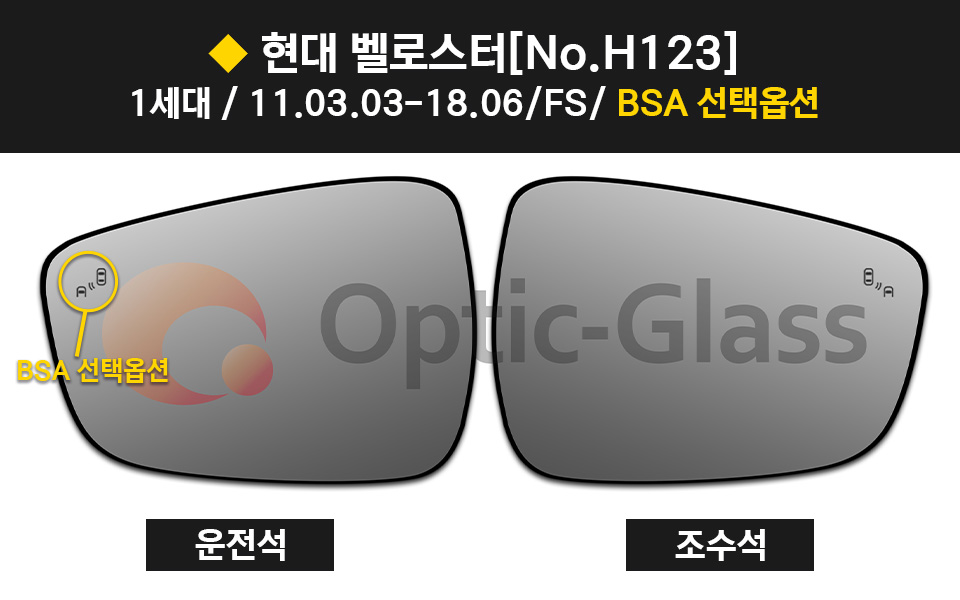 ◆ 현대 벨로스터[No.H123]
1세대 / 11.03.03-18.06/FS/ BSA 선택옵션
Optic-Glass
BSA 선택옵션
운전석
조수석